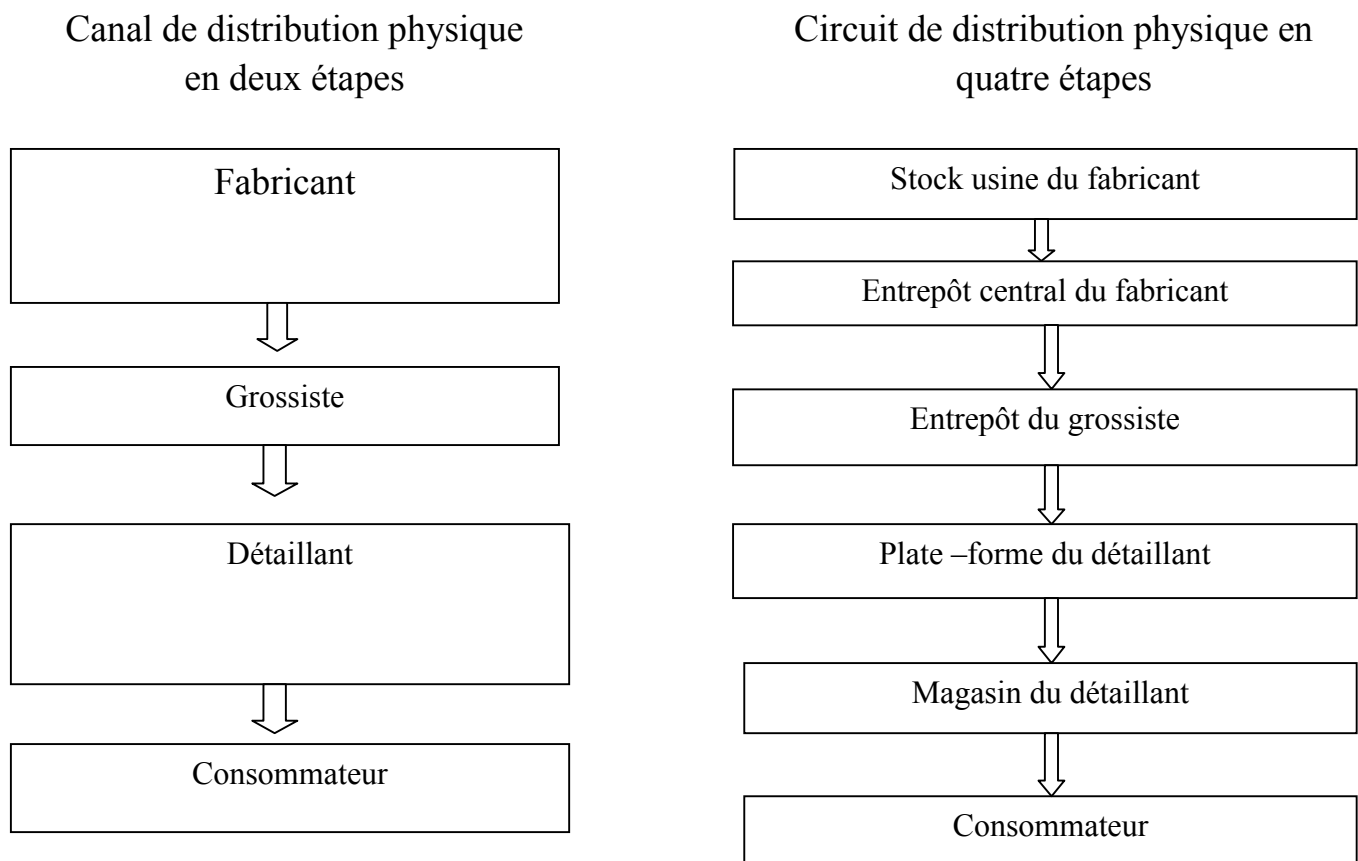 Canal de distribution physique
en deux étapes
Fabricant
Grossiste
Détaillant
Consommateur
Circuit de distribution physique en
quatre étapes
Stock usine du fabricant
Entrepôt central du fabricant
Entrepôt du grossiste
Plate –forme du détaillant
Magasin du détaillant
Consommateur